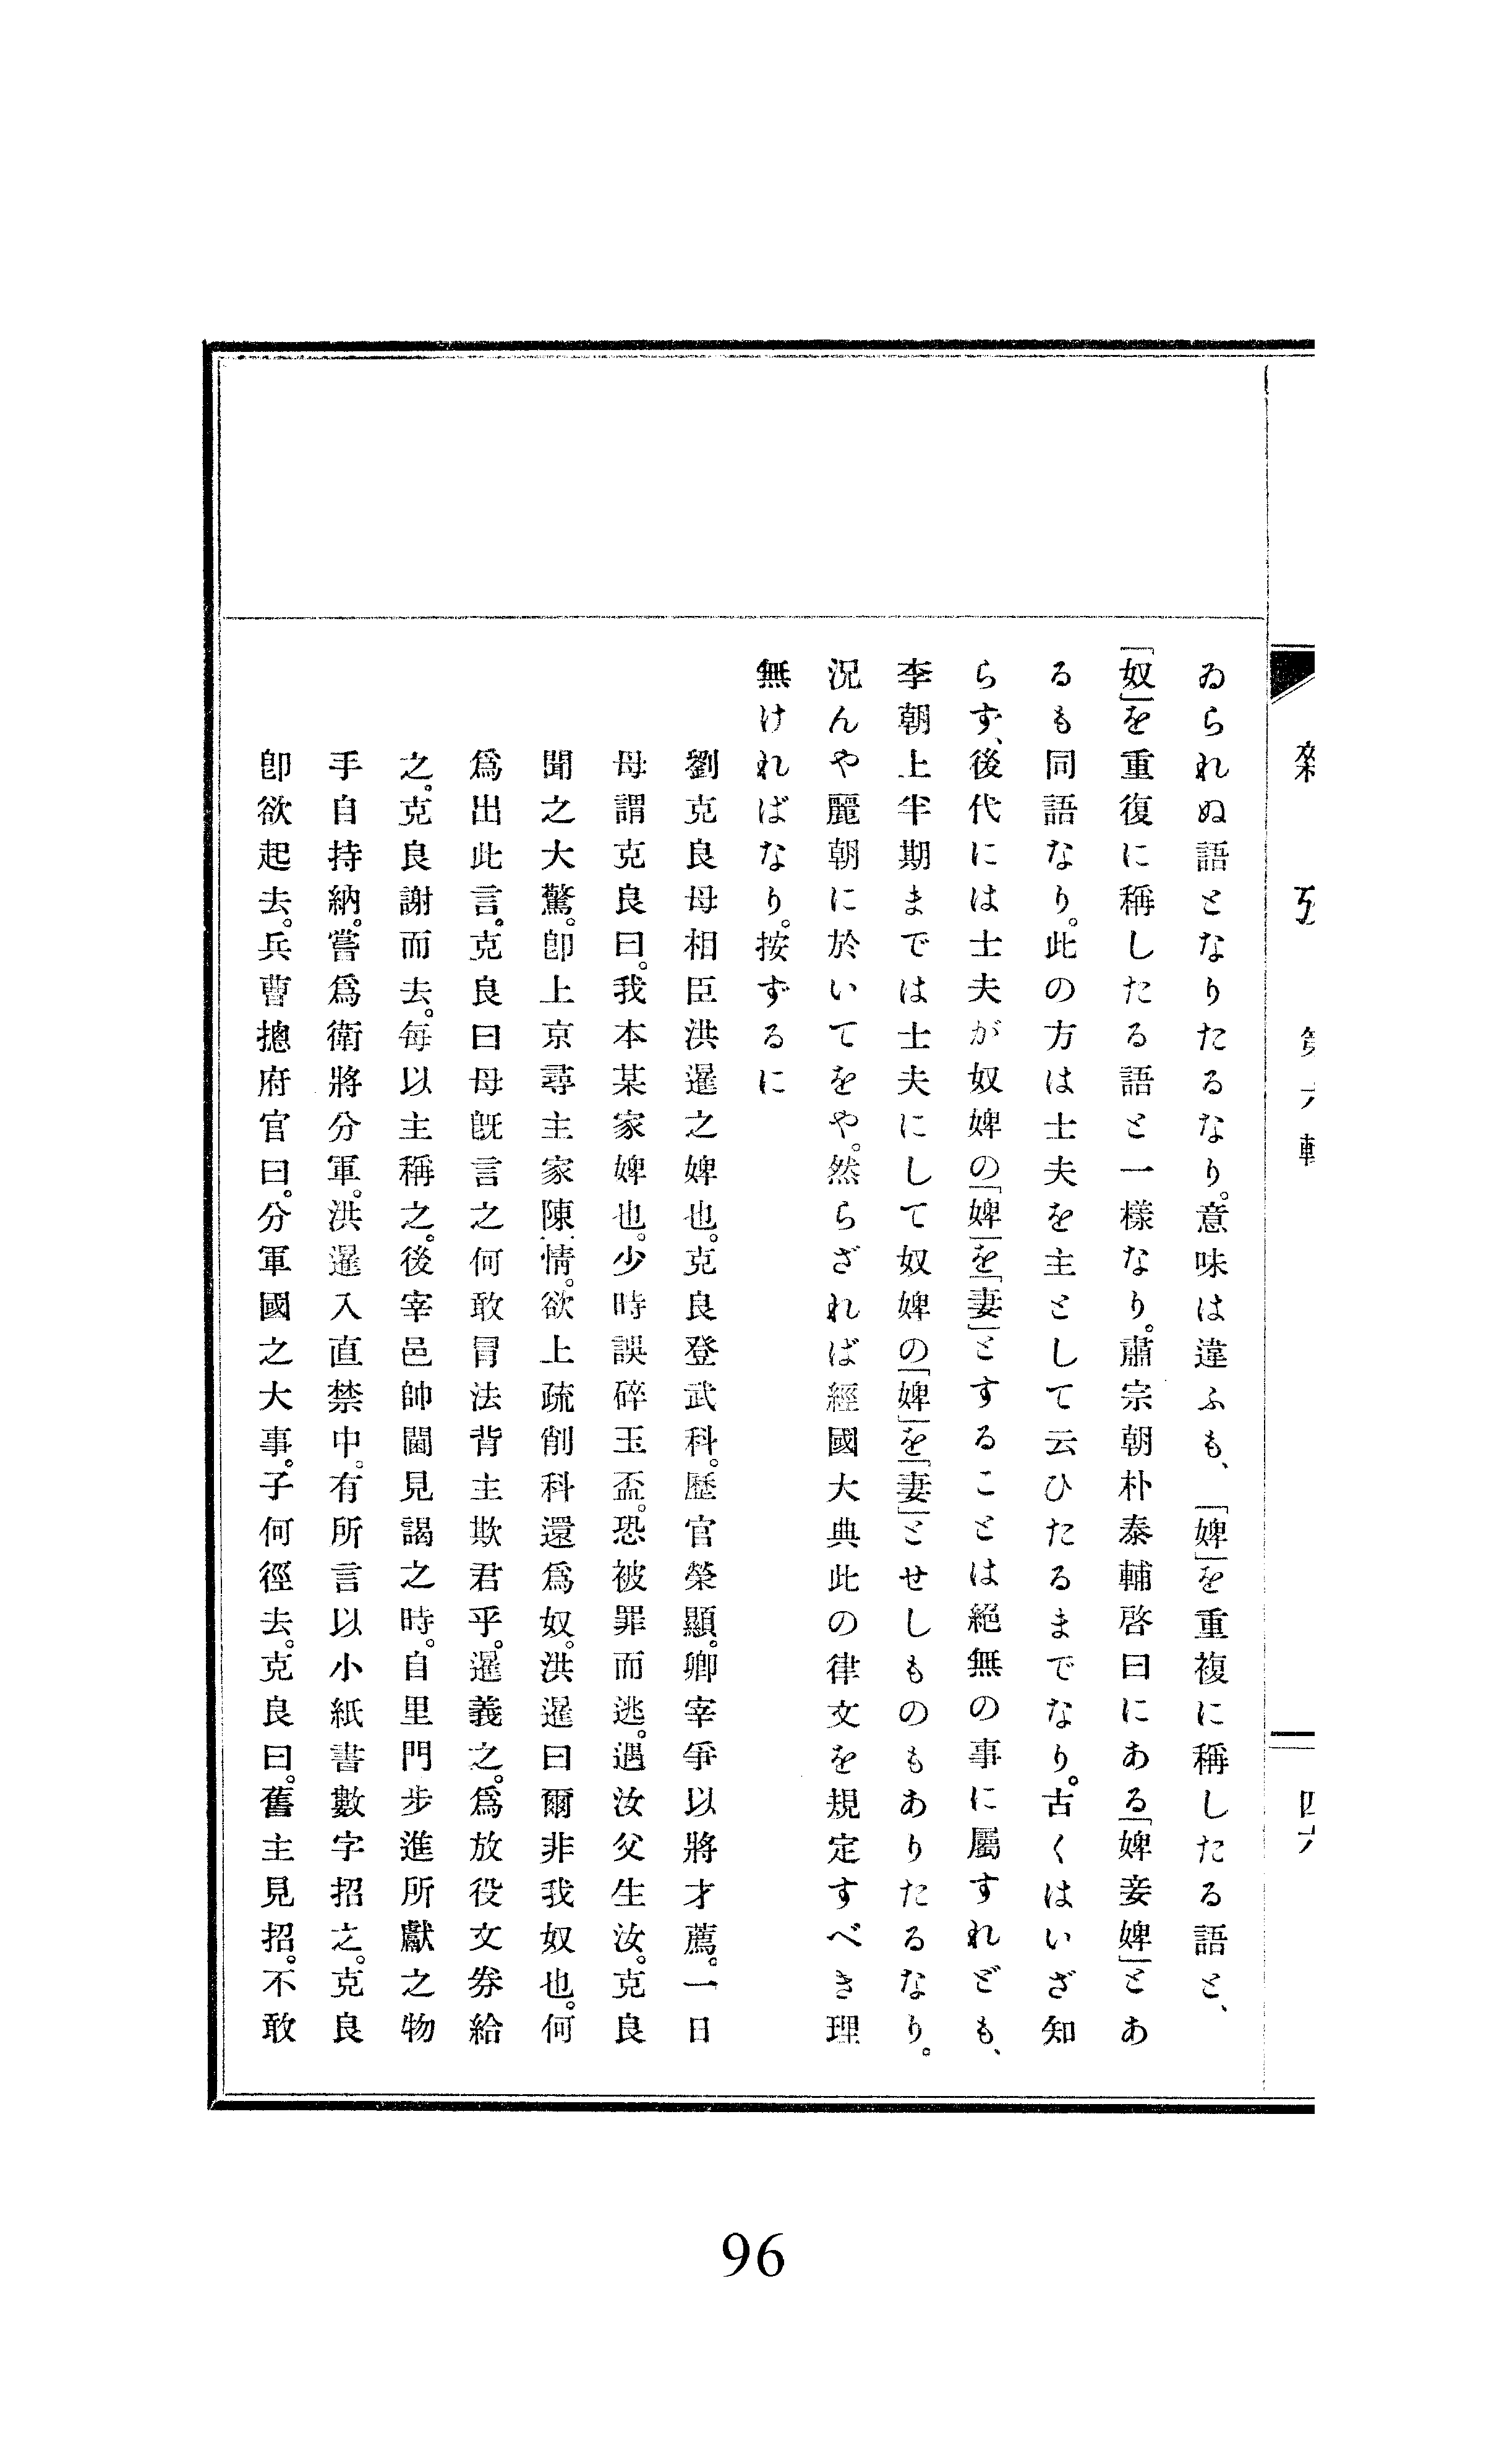 ゐられぬ語となりたるなり。意味は違ふも、「婢」を重複に稱したる語と、
「奴」を重復に稱したる語と一樣なり。肅宗朝朴泰輔啓曰にある「婢妾婢」とあ
るも同語なり。此の方は士夫を主として云ひたるまでなり。古くはいざ知
らず、後代には士夫が奴婢の「婢」を「妻」とすることは絕無の事に屬すれども、
李朝上半期までは士夫にして奴婢の「婢」を「妻」とせしものもありたるなり。
況んや麗朝に於いてをや。然らざれば經國大典此の律文を規定すべき理
無ければなり。按ずるに
劉克良母相臣洪暹之婢也。克良登武科。歷官榮顯。卿宰爭以將才薦。一日
母謂克良曰。我本某家婢也。少時誤碎玉盃。恐被罪而逃。遇汝父生汝。克良
聞之大驚。卽上京尋主家陳情。欲上疏削科還爲奴。洪暹曰爾非我奴也。何
爲出此言。克良曰母旣言之何敢冒法背主欺君乎。暹義之。爲放役文劵給
之。克良謝而去。每以主稱之。後宰邑帥閫見謁之時。自里門步進所獻之物
手自持納。嘗爲衛將分軍。洪暹入直禁中。有所言以小紙書數字招之。克良
卽欲起去。兵曹摠府官曰。分軍國之大事。子何徑去。克良曰。舊主見招。不敢
96